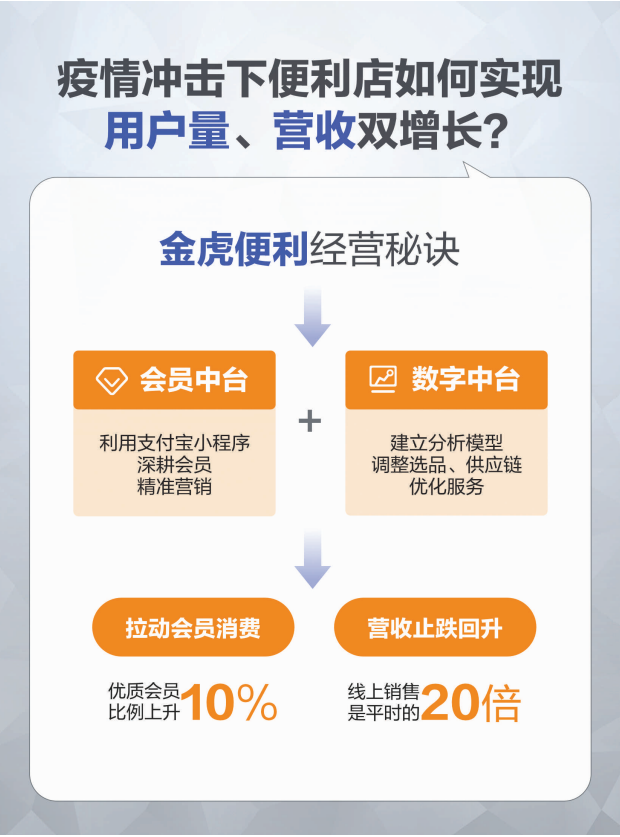 疫情冲击下便利店如何实现
用户量、营收双增长?
金虎便利经营秘诀
会员中台
利用支付宝小程序
深耕会员
精准营销
+
数字中台
建立分析模型
调整选品、供应链
优化服务
拉动会员消费
优质会员
比例上升10%
营收止跌回升
线上销售
是平时的20倍